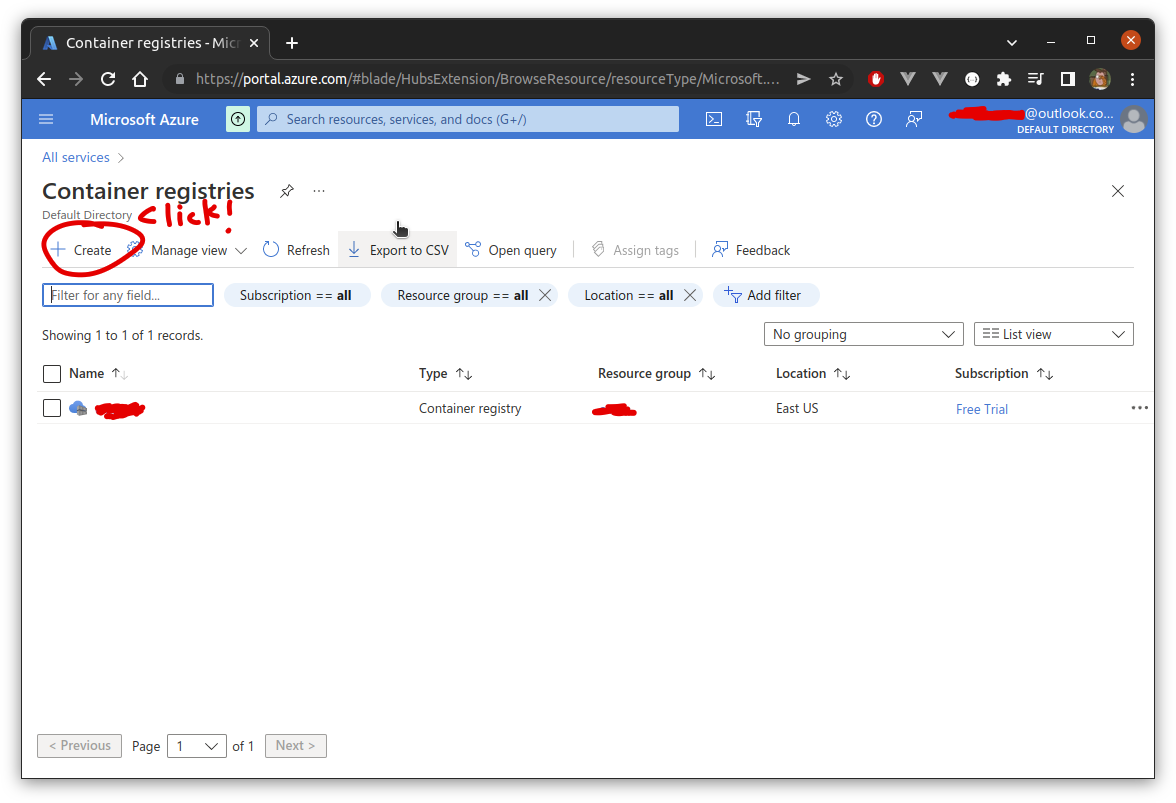 Container registries - Mic
https://portal.azure.com/#blade/HubsExtension/BrowseResource/resourceType/Microsoft....
Microsoft Azure
Search resources, services, and docs (G+/)
@outlook.co...
DEFAULT DIRECTORY
All services >
Container registries
...
Default Directory
click!
+ Create
Manage view
Refresh
Export to CSV
Open query
Assign tags
Feedback
Filter for any field...
Subscription == all
Resource group == all
Location == all
Add filter
Showing 1 to 1 of 1 records.
No grouping
List view
Name
Type
Resource group
Location
Subscription
Container registry
East US
Free Trial
< Previous
Page
1
of 1
Next >